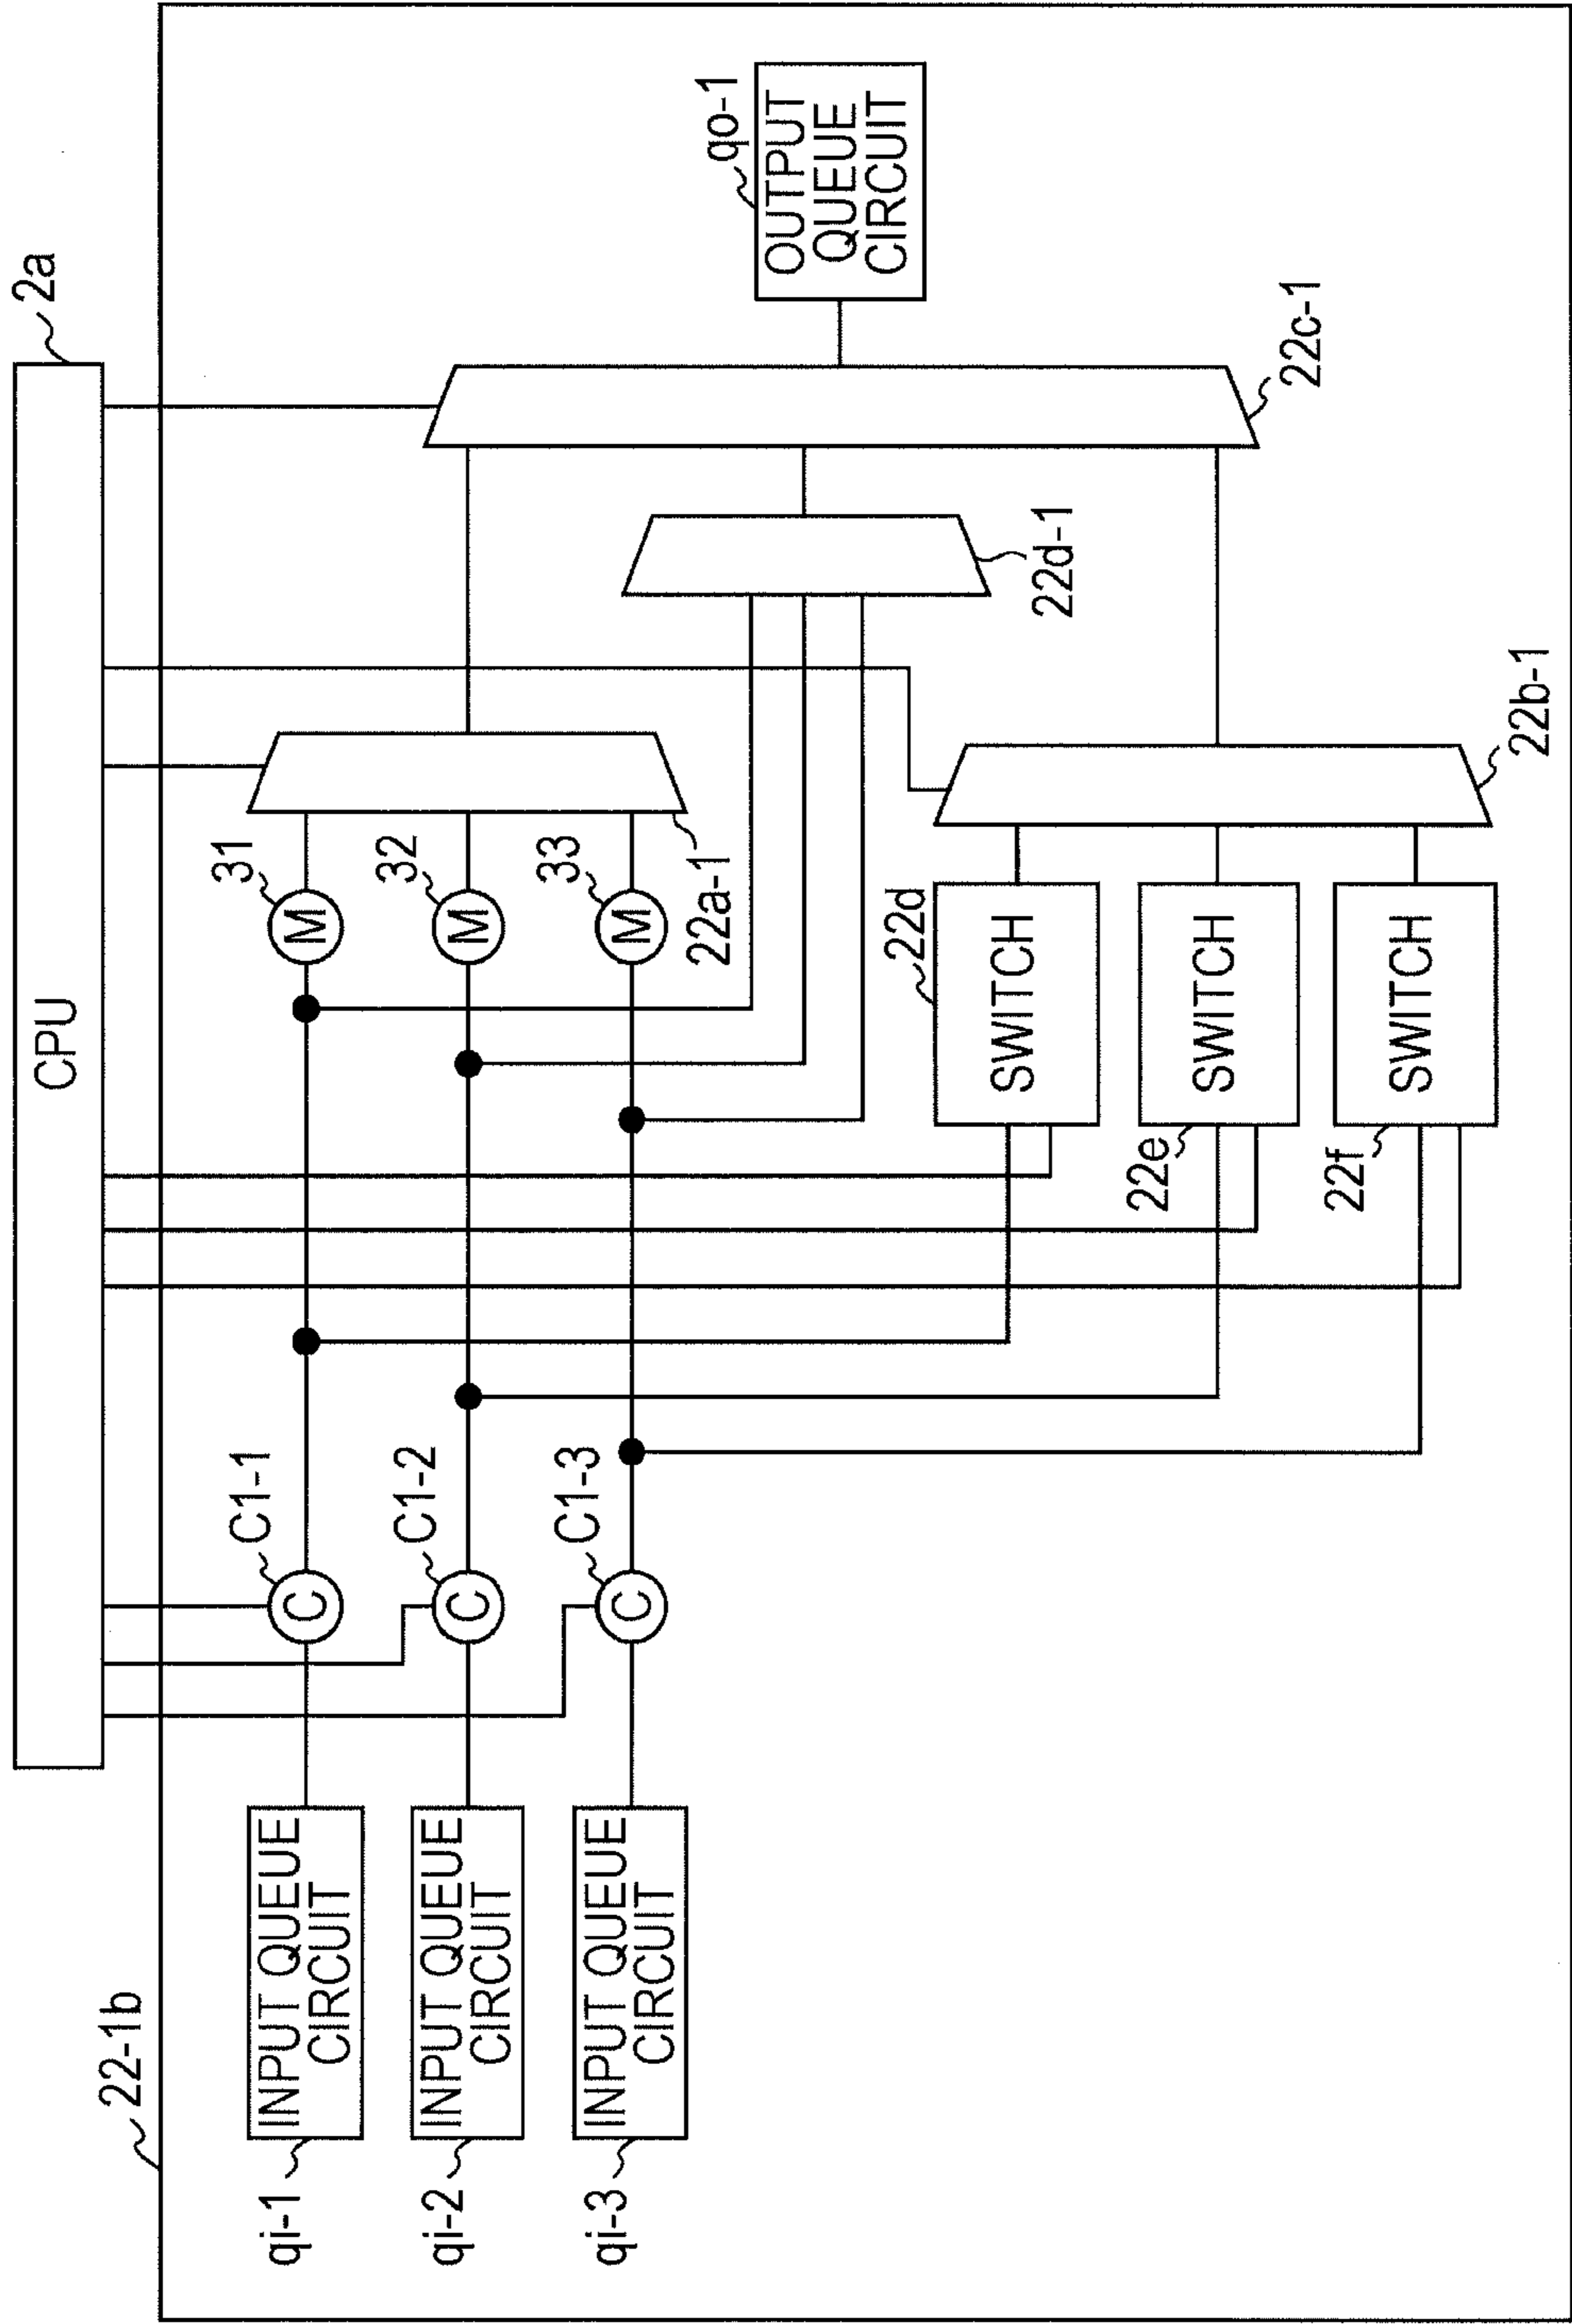 CPU
2a
22-1b
qi-1
INPUT QUEUE
CIRCUIT
qi-2
INPUT QUEUE
CIRCUIT
qi-3
INPUT QUEUE
CIRCUIT
C
C1-1
C
C1-2
C
C1-3
M
31
M
32
M
33
22a-1
SWITCH
22d
SWITCH
22e
SWITCH
22f
22b-1
22d-1
22c-1
OUTPUT
QUEUE
CIRCUIT
qo-1